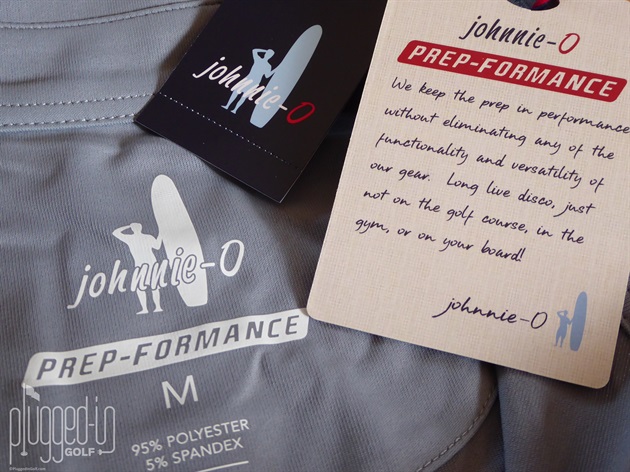 johnnie-O
johnnie-O
PREP-FORMANCE
We keep the prep in performance
without eliminating any of the
functionality and versatility of
our gear. Long live disco, just
not on the golf course, in the
gym, or on your board!
johnnie-O
johnnie-O
PREP-FORMANCE
M
95% POLYESTER
5% SPANDEX
plugged-in
GOLF